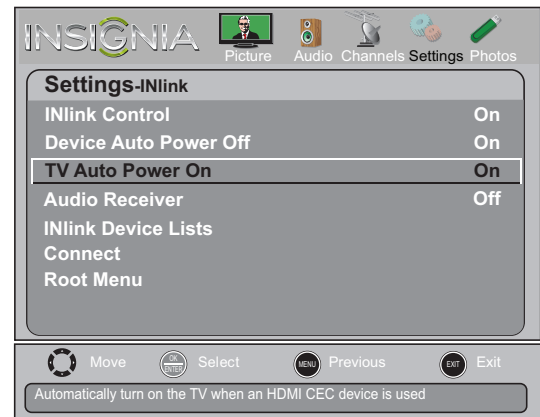 INSIGNIA
Picture Audio Channels Settings Photos
Settings-INlink
INlink Control On
Device Auto Power Off On
TV Auto Power On On
Audio Receiver Off
INlink Device Lists
Connect
Root Menu
Move OK ENTER Select MENU Previous EXIT Exit
Automatically turn on the TV when an HDMI CEC device is used